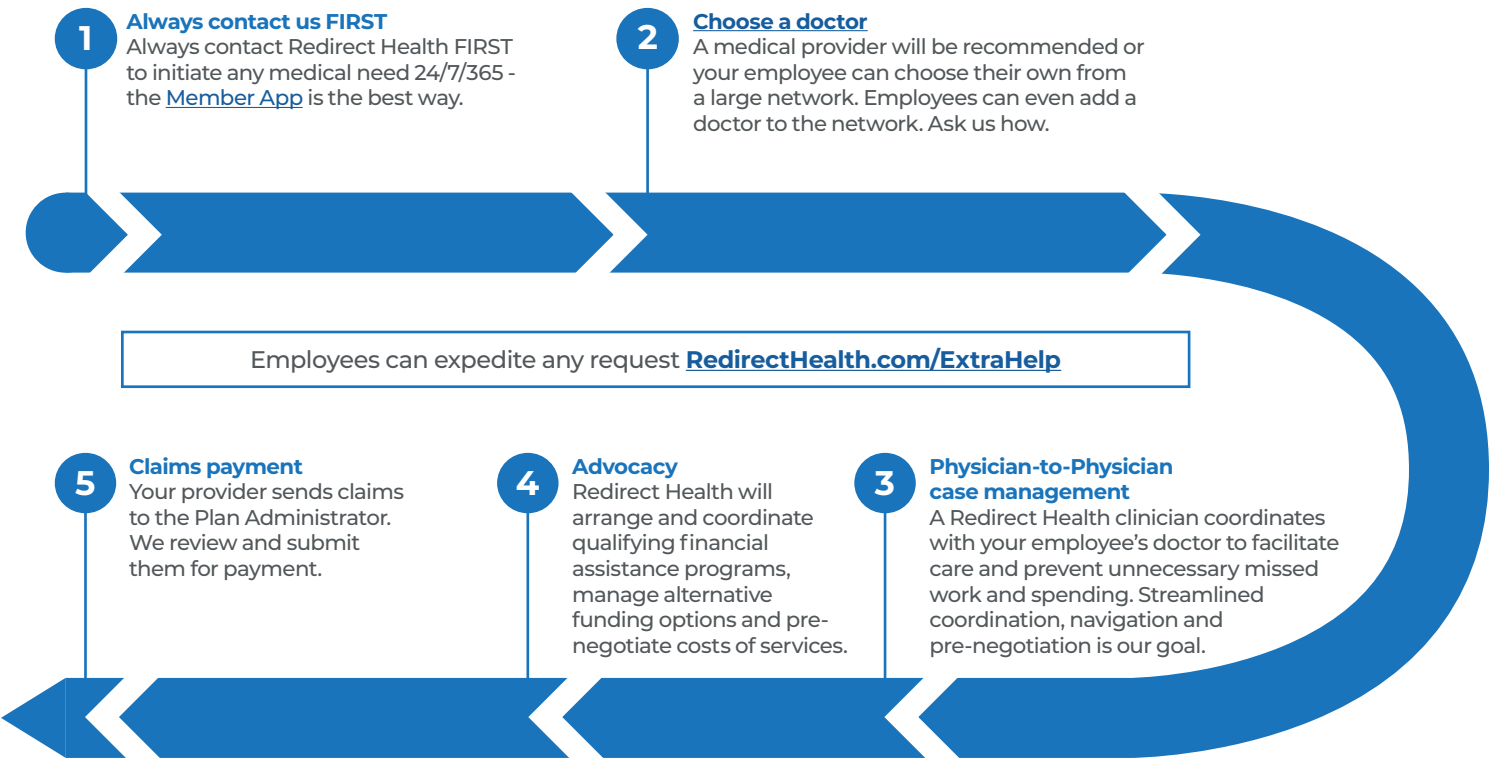 1
Always contact us FIRST
Always contact Redirect Health FIRST
to initiate any medical need 24/7/365 -
the Member App is the best way.
2
Choose a doctor
A medical provider will be recommended or
your employee can choose their own from
a large network. Employees can even add a
doctor to the network. Ask us how.
Employees can expedite any request RedirectHealth.com/ExtraHelp
3
Physician-to-Physician
case management
A Redirect Health clinician coordinates
with your employee’s doctor to facilitate
care and prevent unnecessary missed
work and spending. Streamlined
coordination, navigation and
pre-negotiation is our goal.
4
Advocacy
Redirect Health will
arrange and coordinate
qualifying financial
assistance programs,
manage alternative
funding options and pre-
negotiate costs of services.
5
Claims payment
Your provider sends claims
to the Plan Administrator.
We review and submit
them for payment.